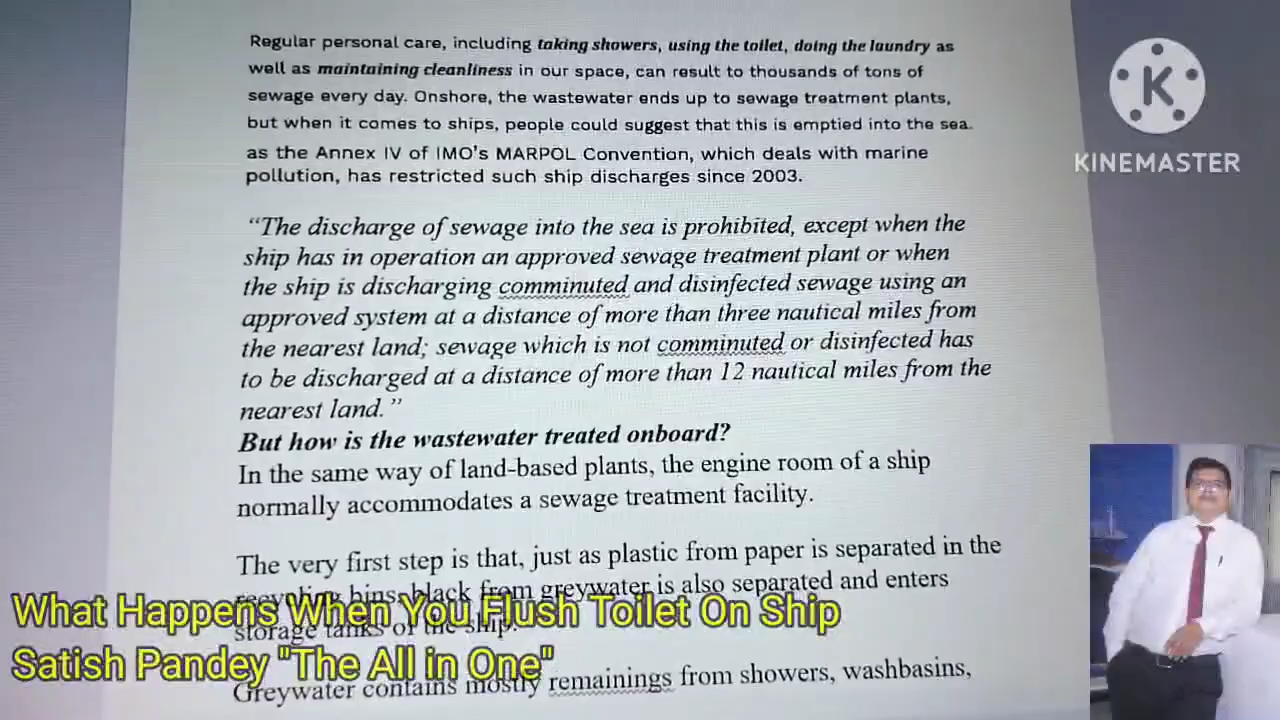 Regular personal care, including taking showers, using the toilet, doing the laundry as
well as maintaining cleanliness in our space, can result to thousands of tons of
sewage every day. Onshore, the wastewater ends up to sewage treatment plants,
but when it comes to ships, people could suggest that this is emptied into the sea.
as the Annex IV of IMO's MARPOL Convention, which deals with marine
pollution, has restricted such ship discharges since 2003.
“The discharge of sewage into the sea is prohibited, except when the
ship has in operation an approved sewage treatment plant or when
the ship is discharging comminuted and disinfected sewage using an
approved system at a distance of more than three nautical miles from
the nearest land; sewage which is not comminuted or disinfected has
to be discharged at a distance of more than 12 nautical miles from the
nearest land.”
But how is the wastewater treated onboard?
In the same way of land-based plants, the engine room of a ship
normally accommodates a sewage treatment facility.
The very first step is that, just as plastic from paper is separated in the
recycling bins, black from greywater is also separated and enters
storage tanks of the ship.
Greywater contains mostly remainings from showers, washbasins,
What Happens When You Flush Toilet On Ship
Satish Pandey "The All in One"
K
KINEMASTER